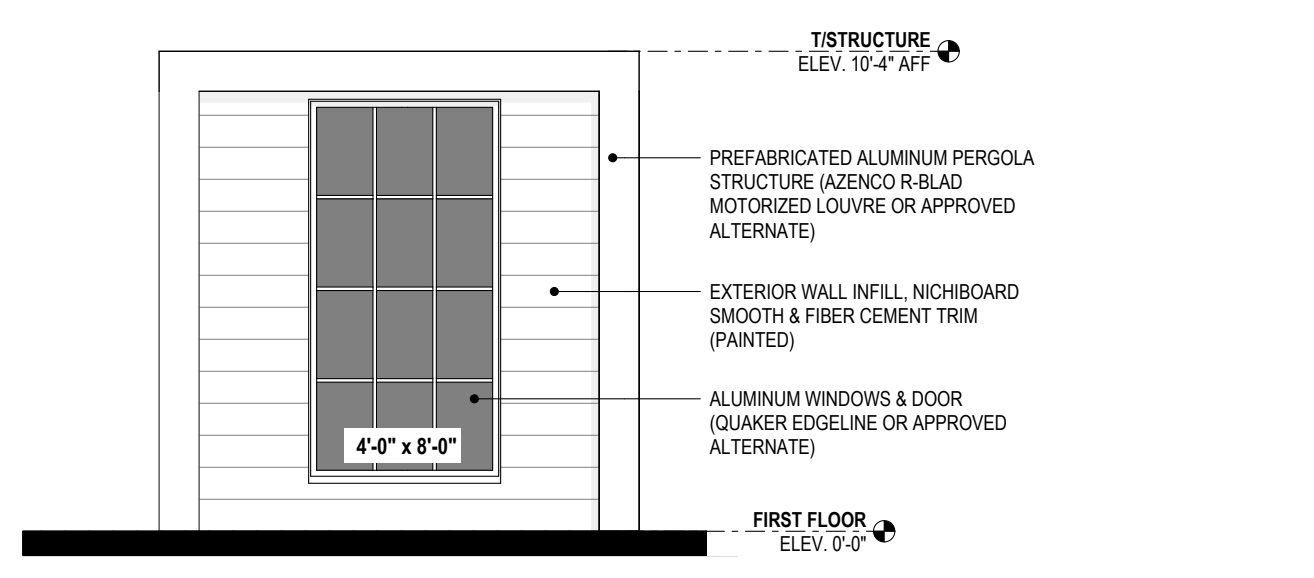 T/STRUCTURE
ELEV. 10'-4" AFF
PREFABRICATED ALUMINUM PERGOLA
STRUCTURE (AZENCO R-BLAD
MOTORIZED LOUVRE OR APPROVED
ALTERNATE)
EXTERIOR WALL INFILL, NICHIBOARD
SMOOTH & FIBER CEMENT TRIM
(PAINTED)
ALUMINUM WINDOWS & DOOR
(QUAKER EDGELINE OR APPROVED
ALTERNATE)
4'-0" x 8'-0"
FIRST FLOOR
ELEV. 0'-0"